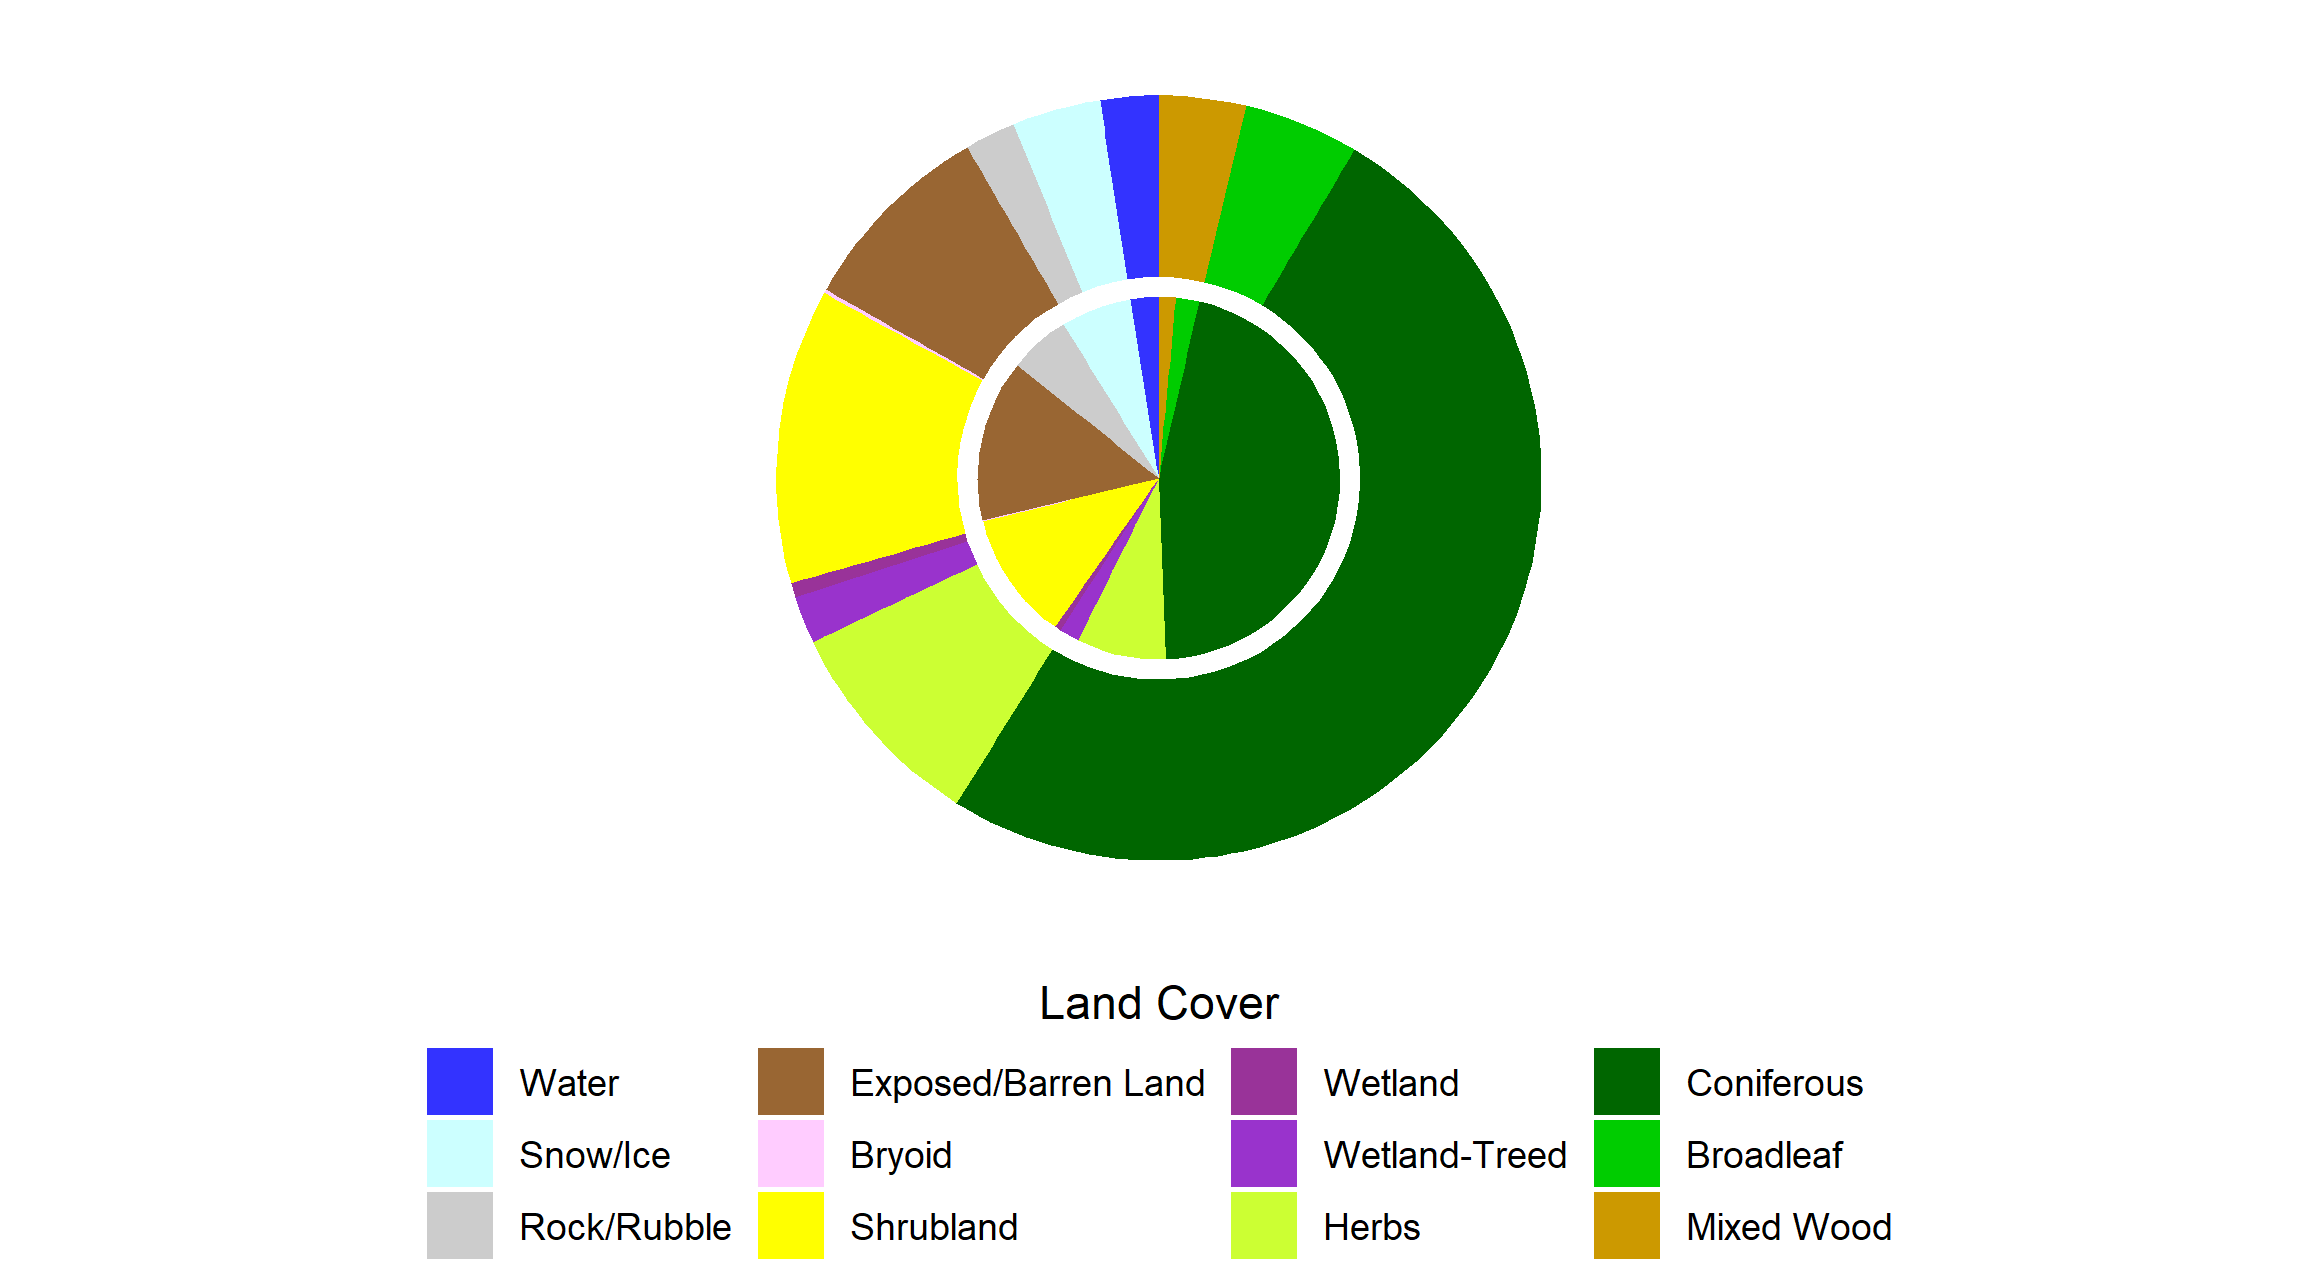 Land Cover
Water
Exposed/Barren Land
Wetland
Coniferous
Snow/Ice
Bryoid
Wetland-Treed
Broadleaf
Rock/Rubble
Shrubland
Herbs
Mixed Wood